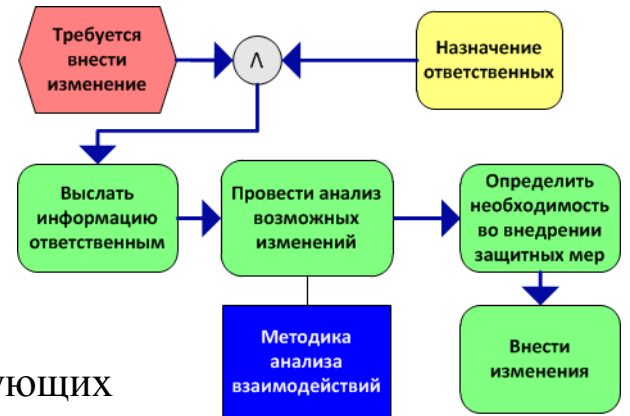 Требуется
внести
изменение
Λ
Назначение
ответственных
Выслать
информацию
ответственным
Провести анализ
возможных
изменений
Определить
необходимость
во внедрении
защитных мер
Методика
анализа
взаимодействий
Внести
изменения
ующих